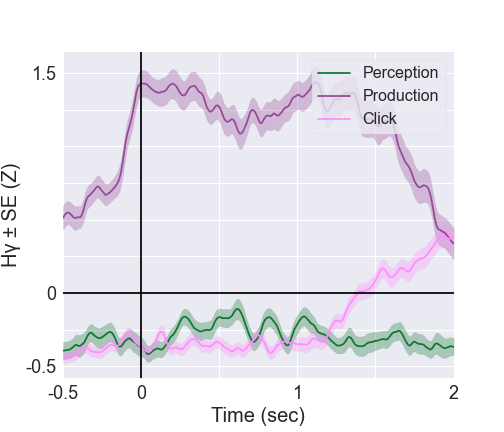 Perception
Production
Click
Hγ ± SE (Z)
1.5
0
-0.5
-0.5 0 1 2
Time (sec)